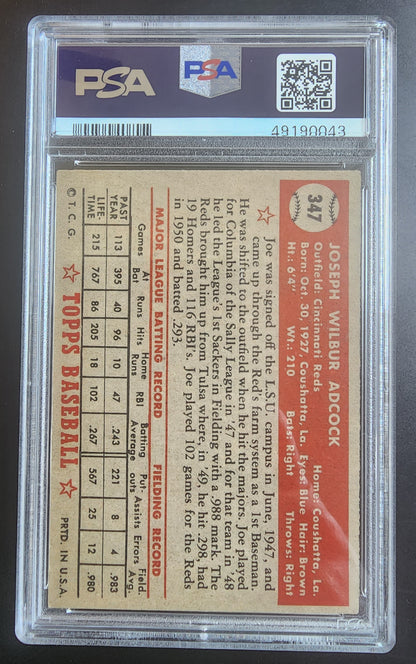 PSA
PSA
49190043
347
JOSEPH WILBUR ADCOCK
Outfield: Cincinnati Reds Home: Coushatta, La.
Born: Oct. 30, 1927, Coushatta, La. Eyes: Blue Hair: Brown
Ht.: 6'4" Wt.: 210 Bats: Right Throws: Right
Joe was signed off the L.S.U. campus in June, 1947, and
came up through the Red's farm system as a 1st Baseman.
He was shifted to the outfield when he hit the majors. Joe played
for Columbia of the Sally League in '47 and for that team in '48
he led the League's 1st Sackers in Fielding with a .988 mark. The
Reds brought him up from Tulsa where, in '49, he hit .298, had
19 Homers and 116 RBI's. Joe played 102 games for the Reds
in 1950 and batted .293.
MAJOR LEAGUE BATTING RECORD FIELDING RECORD
Games At Bat Runs Hits Home Runs RBI Batting Average Put-outs Assists Errors Field. Avg.
PAST YEAR 113 395 40 96 10 47 .243 221 8 4 .983
LIFE-TIME 215 767 86 205 18 102 .267 567 25 12 .980
© T. C. G. TOPPS BASEBALL PRTD. IN U.S.A.